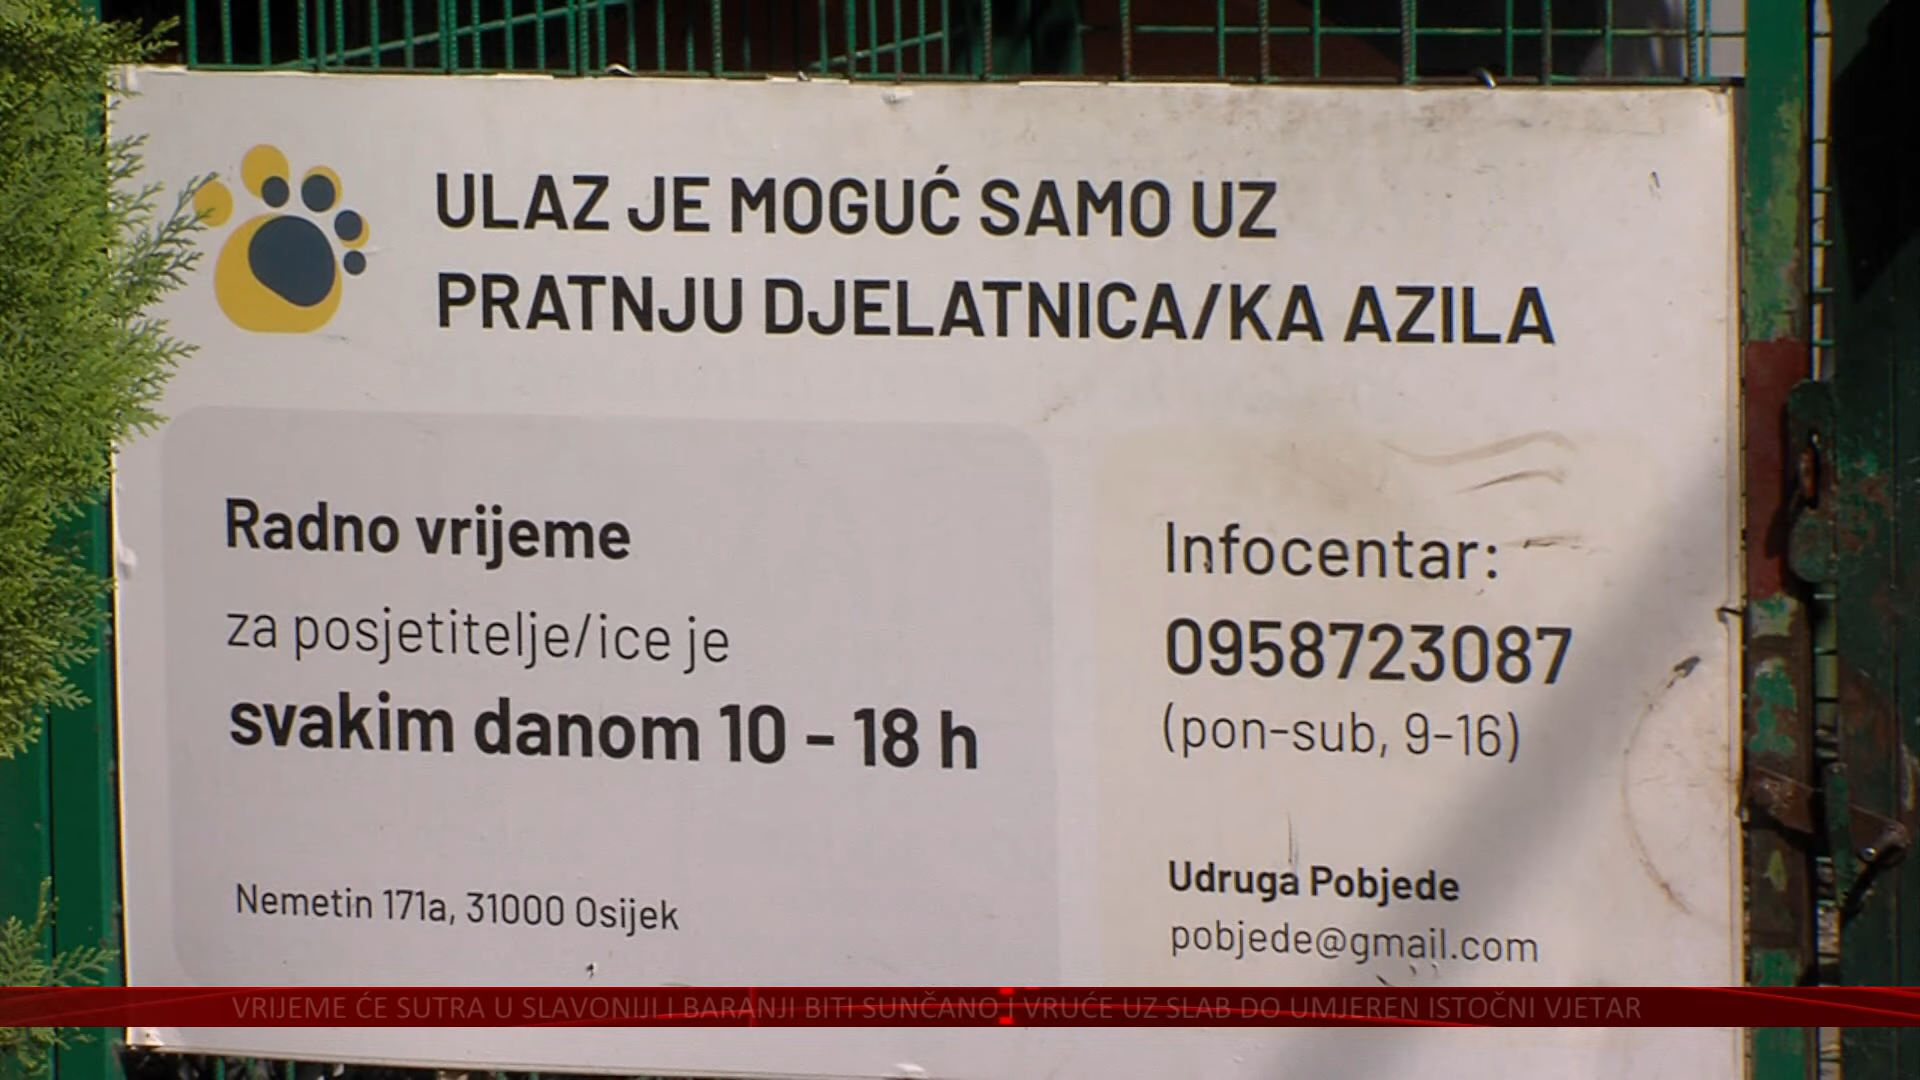 ULAZ JE MOGUĆ SAMO UZ
PRATNJU DJELATNICA/KA AZILA
Radno vrijeme
za posjetitelje/ice je
svakim danom 10 - 18 h
Nemetin 171a, 31000 Osijek
Infocentar:
0958723087
(pon-sub, 9-16)
Udruga Pobjede
pobjede@gmail.com
VRIJEME ĆE SUTRA U SLAVONIJI I BARANJI BITI SUNČANO I VRUĆE UZ SLAB DO UMJEREN ISTOČNI VJETAR